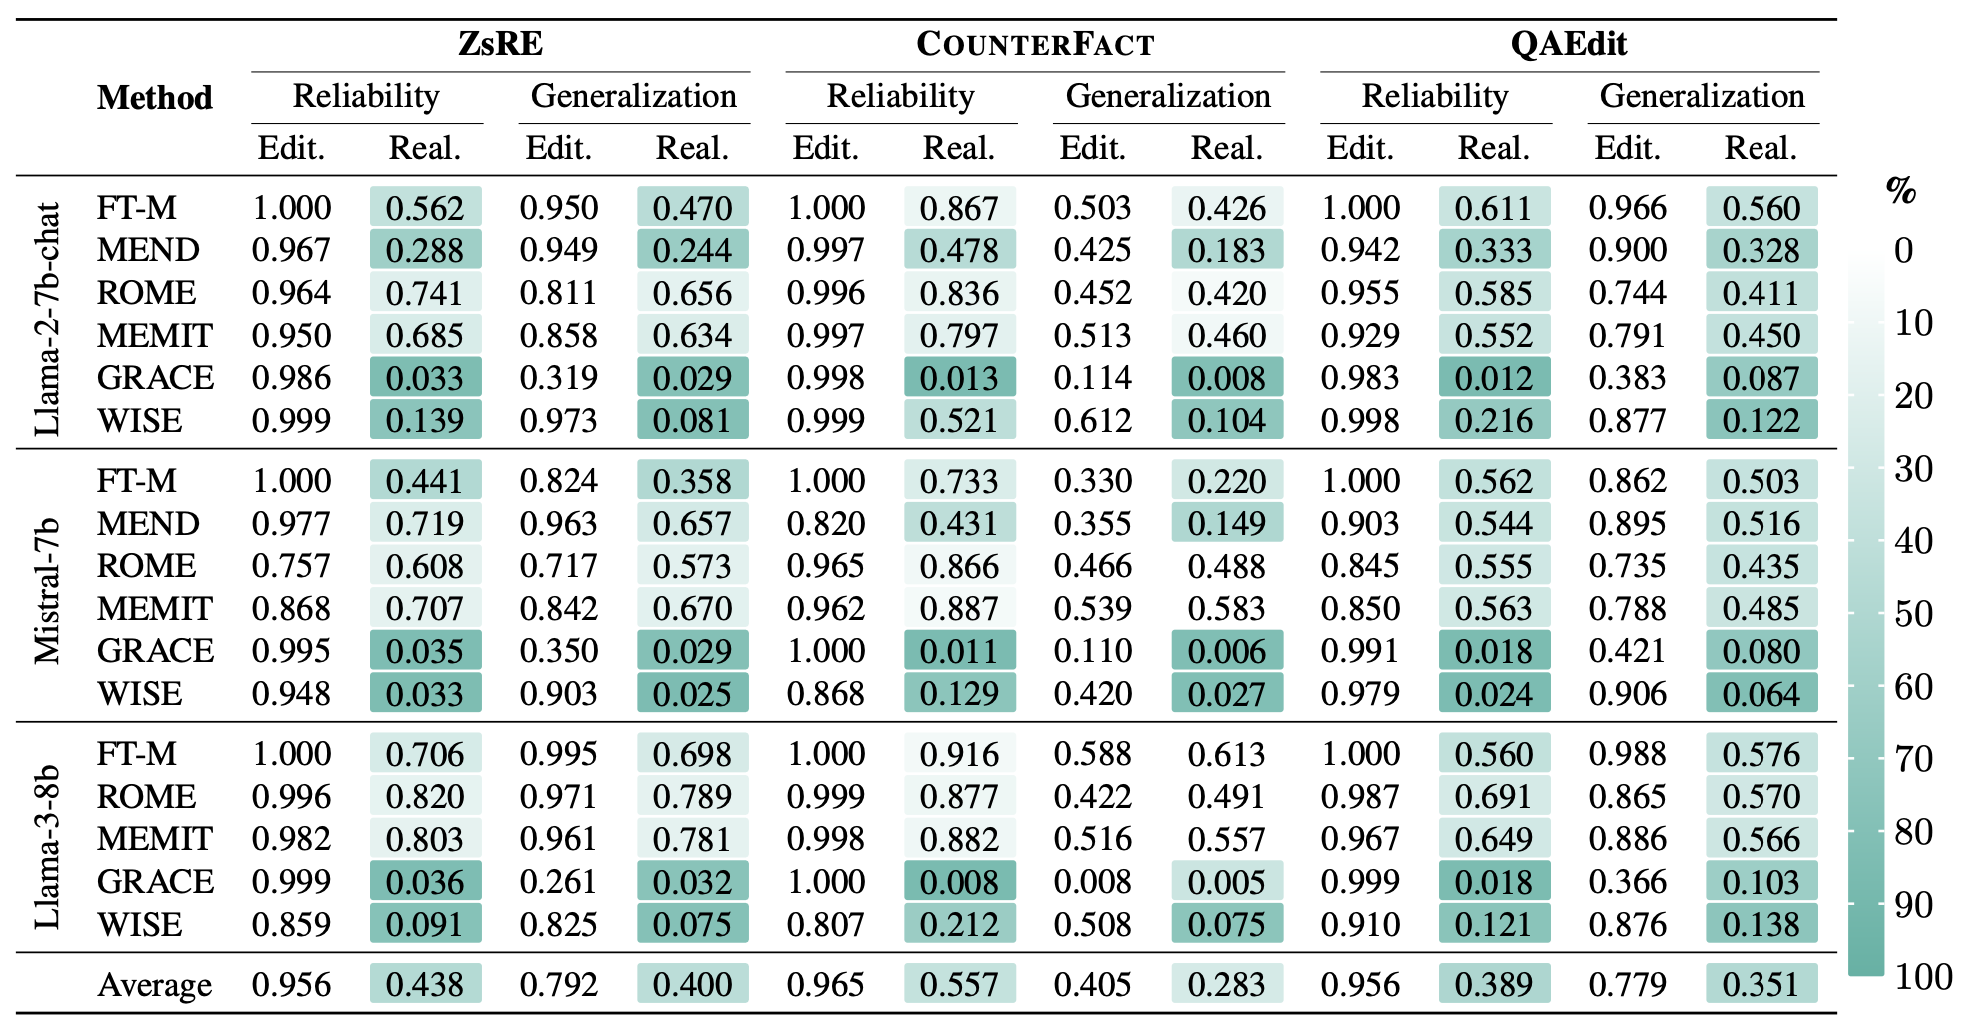 ZsRE COUNTERFACT QAEdit
Method Reliability Generalization Reliability Generalization Reliability Generalization
Edit. Real. Edit. Real. Edit. Real. Edit. Real. Edit. Real. Edit. Real.
Llama-2-7b-chat
FT-M 1.000 0.562 0.950 0.470 1.000 0.867 0.503 0.426 1.000 0.611 0.966 0.560
MEND 0.967 0.288 0.949 0.244 0.997 0.478 0.425 0.183 0.942 0.333 0.900 0.328
ROME 0.964 0.741 0.811 0.656 0.996 0.836 0.452 0.420 0.955 0.585 0.744 0.411
MEMIT 0.950 0.685 0.858 0.634 0.997 0.797 0.513 0.460 0.929 0.552 0.791 0.450
GRACE 0.986 0.033 0.319 0.029 0.998 0.013 0.114 0.008 0.983 0.012 0.383 0.087
WISE 0.999 0.139 0.973 0.081 0.999 0.521 0.612 0.104 0.998 0.216 0.877 0.122
Mistral-7b
FT-M 1.000 0.441 0.824 0.358 1.000 0.733 0.330 0.220 1.000 0.562 0.862 0.503
MEND 0.977 0.719 0.963 0.657 0.820 0.431 0.355 0.149 0.903 0.544 0.895 0.516
ROME 0.757 0.608 0.717 0.573 0.965 0.866 0.466 0.488 0.845 0.555 0.735 0.435
MEMIT 0.868 0.707 0.842 0.670 0.962 0.887 0.539 0.583 0.850 0.563 0.788 0.485
GRACE 0.995 0.035 0.350 0.029 1.000 0.011 0.110 0.006 0.991 0.018 0.421 0.080
WISE 0.948 0.033 0.903 0.025 0.868 0.129 0.420 0.027 0.979 0.024 0.906 0.064
Llama-3-8b
FT-M 1.000 0.706 0.995 0.698 1.000 0.916 0.588 0.613 1.000 0.560 0.988 0.576
ROME 0.996 0.820 0.971 0.789 0.999 0.877 0.422 0.491 0.987 0.691 0.865 0.570
MEMIT 0.982 0.803 0.961 0.781 0.998 0.882 0.516 0.557 0.967 0.649 0.886 0.566
GRACE 0.999 0.036 0.261 0.032 1.000 0.008 0.008 0.005 0.999 0.018 0.366 0.103
WISE 0.859 0.091 0.825 0.075 0.807 0.212 0.508 0.075 0.910 0.121 0.876 0.138
Average 0.956 0.438 0.792 0.400 0.965 0.557 0.405 0.283 0.956 0.389 0.779 0.351
%
0
10
20
30
40
50
60
70
80
90
100